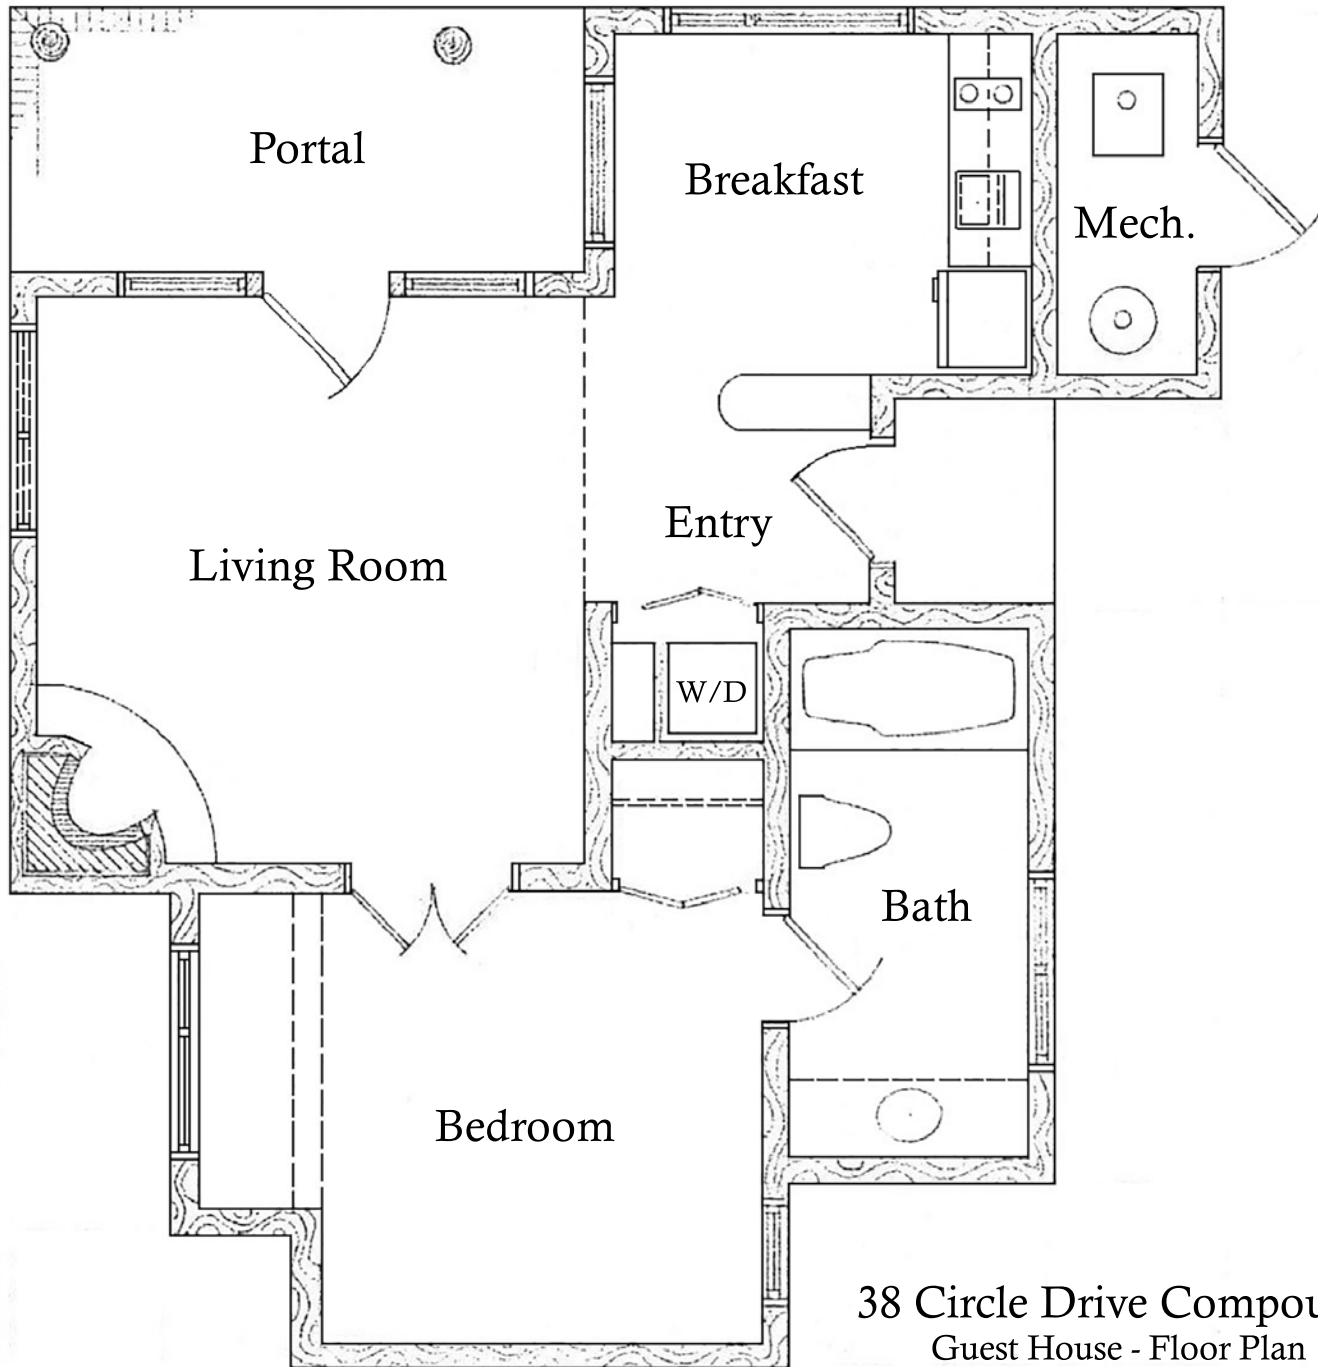 Portal
Breakfast
Mech.
Entry
Living Room
W/D
Bath
Bedroom
38 Circle Drive Compou
Guest House - Floor Plan